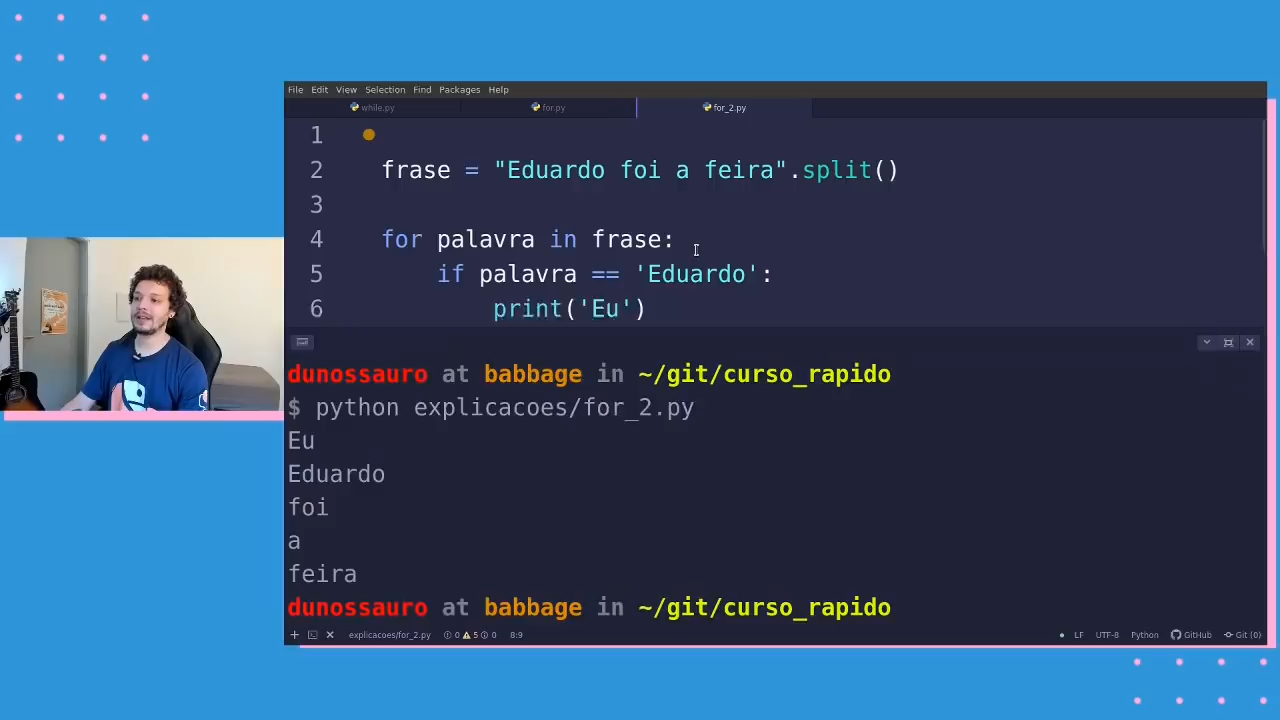 File Edit View Selection Find Packages Help
while.py for.py for_2.py
1
2 frase = "Eduardo foi a feira".split()
3
4 for palavra in frase:
5 if palavra == 'Eduardo':
6 print('Eu')
dunossauro at babbage in ~/git/curso_rapido
$ python explicacoes/for_2.py
Eu
Eduardo
foi
a
feira
dunossauro at babbage in ~/git/curso_rapido
explicacoes/for_2.py 0 5 0 8:9 LF UTF-8 Python GitHub Git (0)